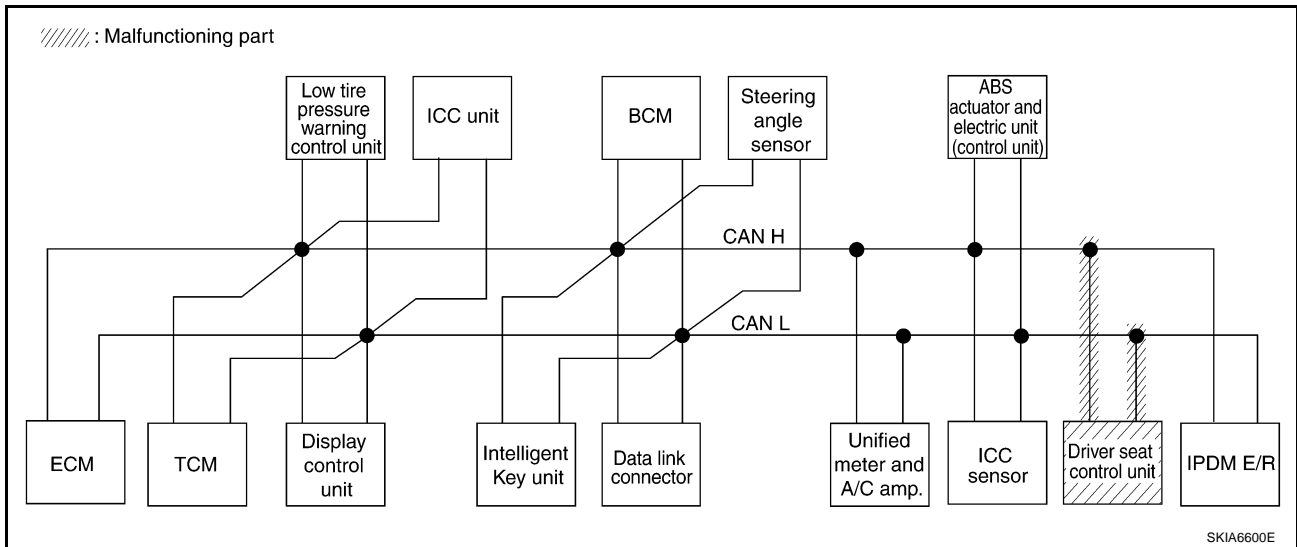 : Malfunctioning part
Low tire
pressure
warning
control unit
ICC unit
BCM
Steering
angle
sensor
ABS
actuator and
electric unit
(control unit)
CAN H
CAN L
ECM
TCM
Display
control
unit
Intelligent
Key unit
Data link
connector
Unified
meter and
A/C amp.
ICC
sensor
Driver seat
control unit
IPDM E/R
SKIA6600E